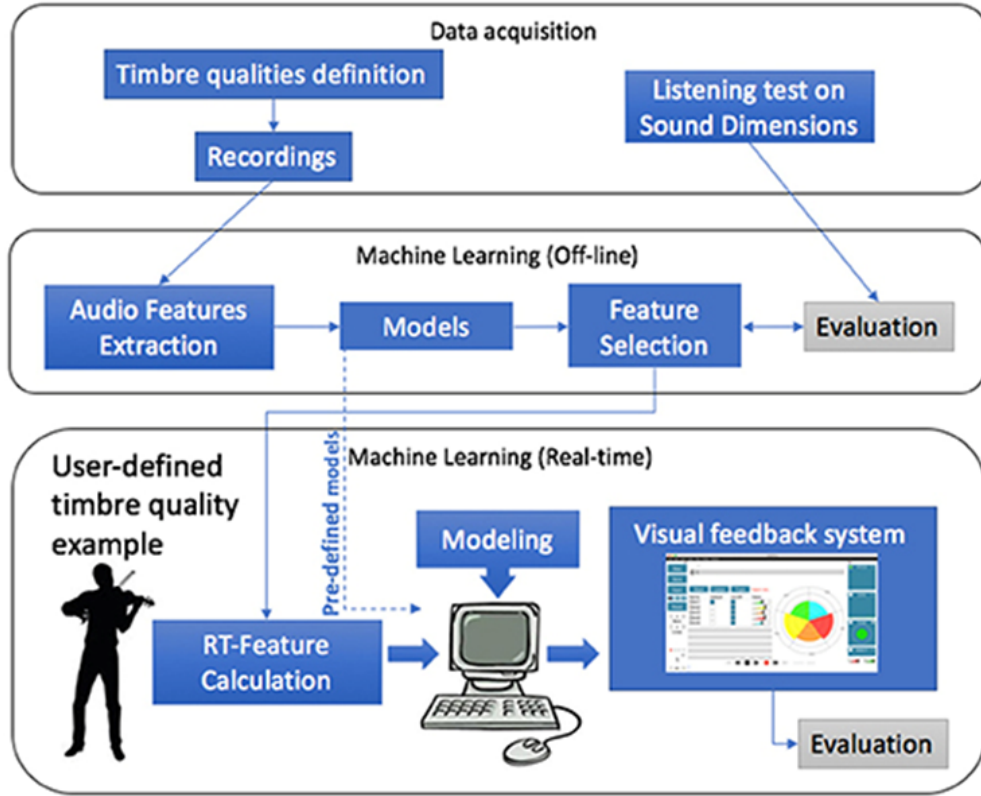 Data acquisition
Timbre qualities definition
Listening test on
Sound Dimensions
Recordings
Machine Learning (Off-line)
Audio Features
Extraction
Models
Feature
Selection
Evaluation
Machine Learning (Real-time)
User-defined
timbre quality
example
Pre-defined models
Modeling
Visual feedback system
RT-Feature
Calculation
Evaluation